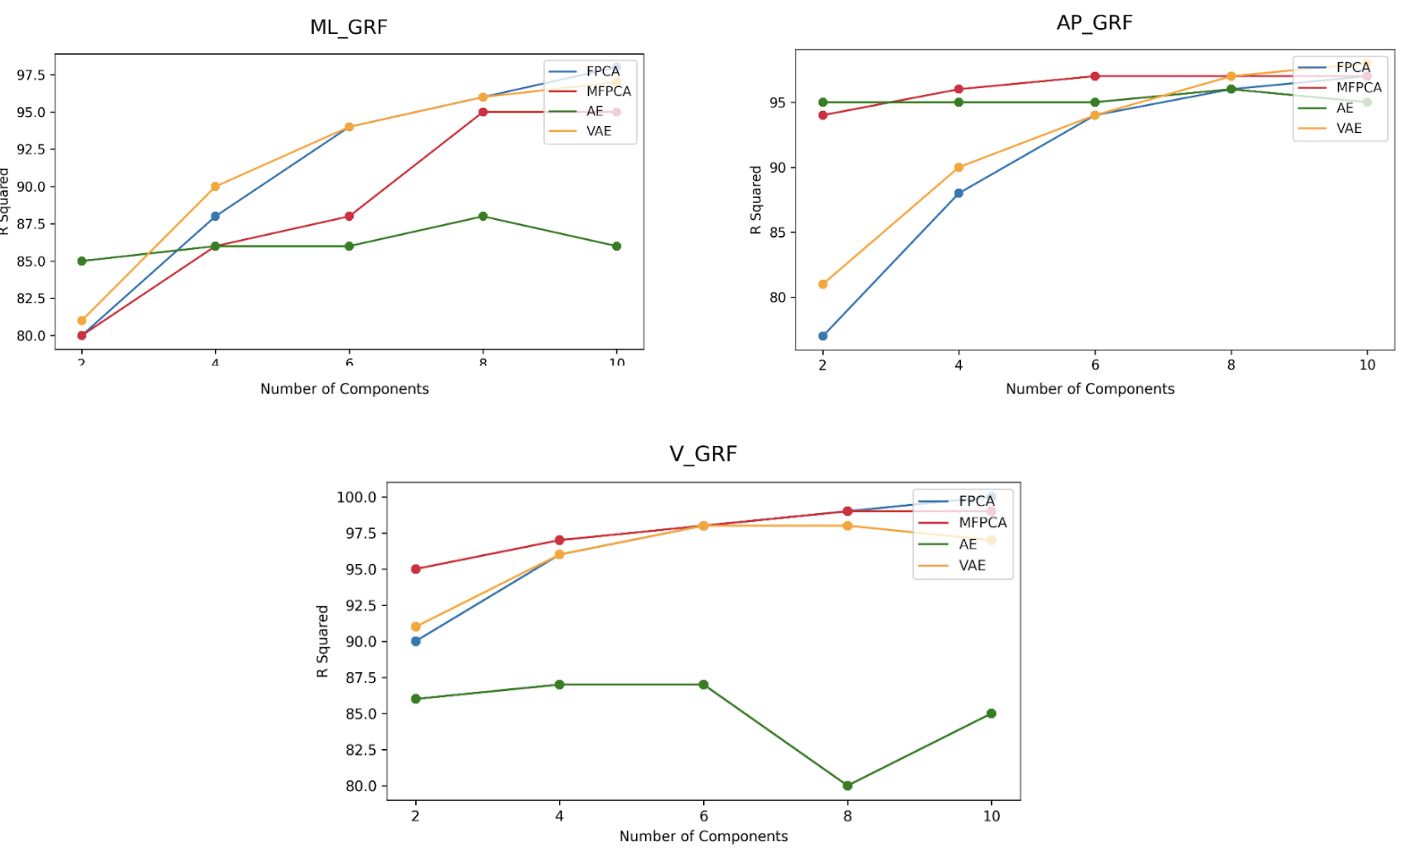 ML_GRF
97.5
95.0
92.5
90.0
87.5
85.0
82.5
80.0
R Squared
FPCA
MFPCA
AE
VAE
2 4 6 8 10
Number of Components
AP_GRF
95
90
85
80
R Squared
FPCA
MFPCA
AE
VAE
2 4 6 8 10
Number of Components
V_GRF
100.0
97.5
95.0
92.5
90.0
87.5
85.0
82.5
80.0
R Squared
FPCA
MFPCA
AE
VAE
2 4 6 8 10
Number of Components